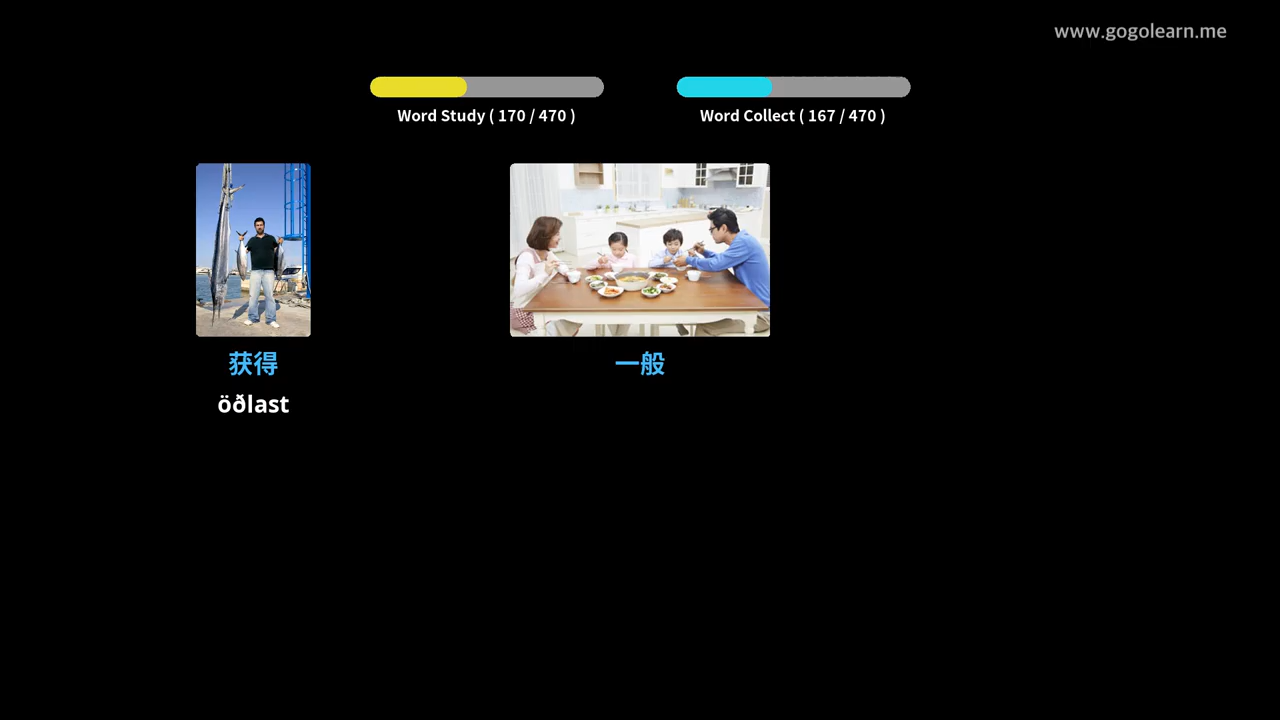 www.gogolearn.me
Word Study ( 170 / 470 )
Word Collect ( 167 / 470 )
获得
一般
öðlast